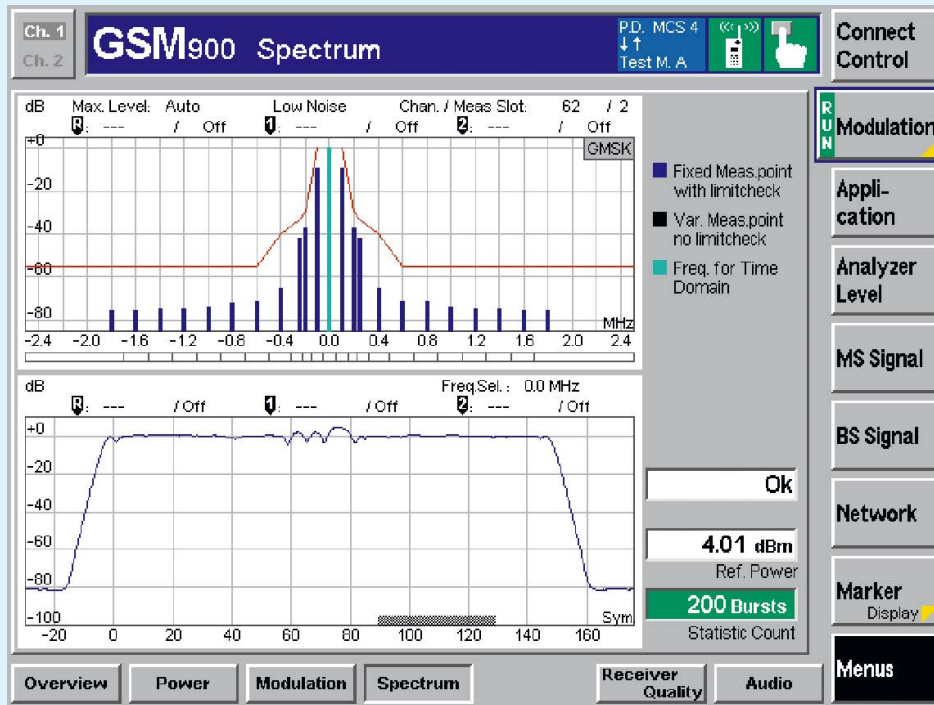 Ch. 1
Ch. 2
GSM900 Spectrum
P.D. MCS 4
Test M. A
Connect Control
dB Max. Level: Auto Low Noise Chan. / Meas Slot: 62 / 2
R: --- / Off 1: --- / Off 2: --- / Off
GMSK
+0
-20
-40
-60
-80
MHz
-2.4 -2.0 -1.6 -1.2 -0.8 -0.4 0.0 0.4 0.8 1.2 1.6 2.0 2.4
Fixed Meas.point
with limitcheck
Var. Meas.point
no limitcheck
Freq. for Time
Domain
dB Freq.Sel.: 0.0 MHz
R: --- / Off 1: --- / Off 2: --- / Off
+0
-20
-40
-60
-80
-100
Sym
-20 0 20 40 60 80 100 120 140 160
Ok
4.01 dBm
Ref. Power
200 Bursts
Statistic Count
RUN
Modulation
Appli-
cation
Analyzer
Level
MS Signal
BS Signal
Network
Marker
Display
Menus
Overview
Power
Modulation
Spectrum
Receiver
Quality
Audio